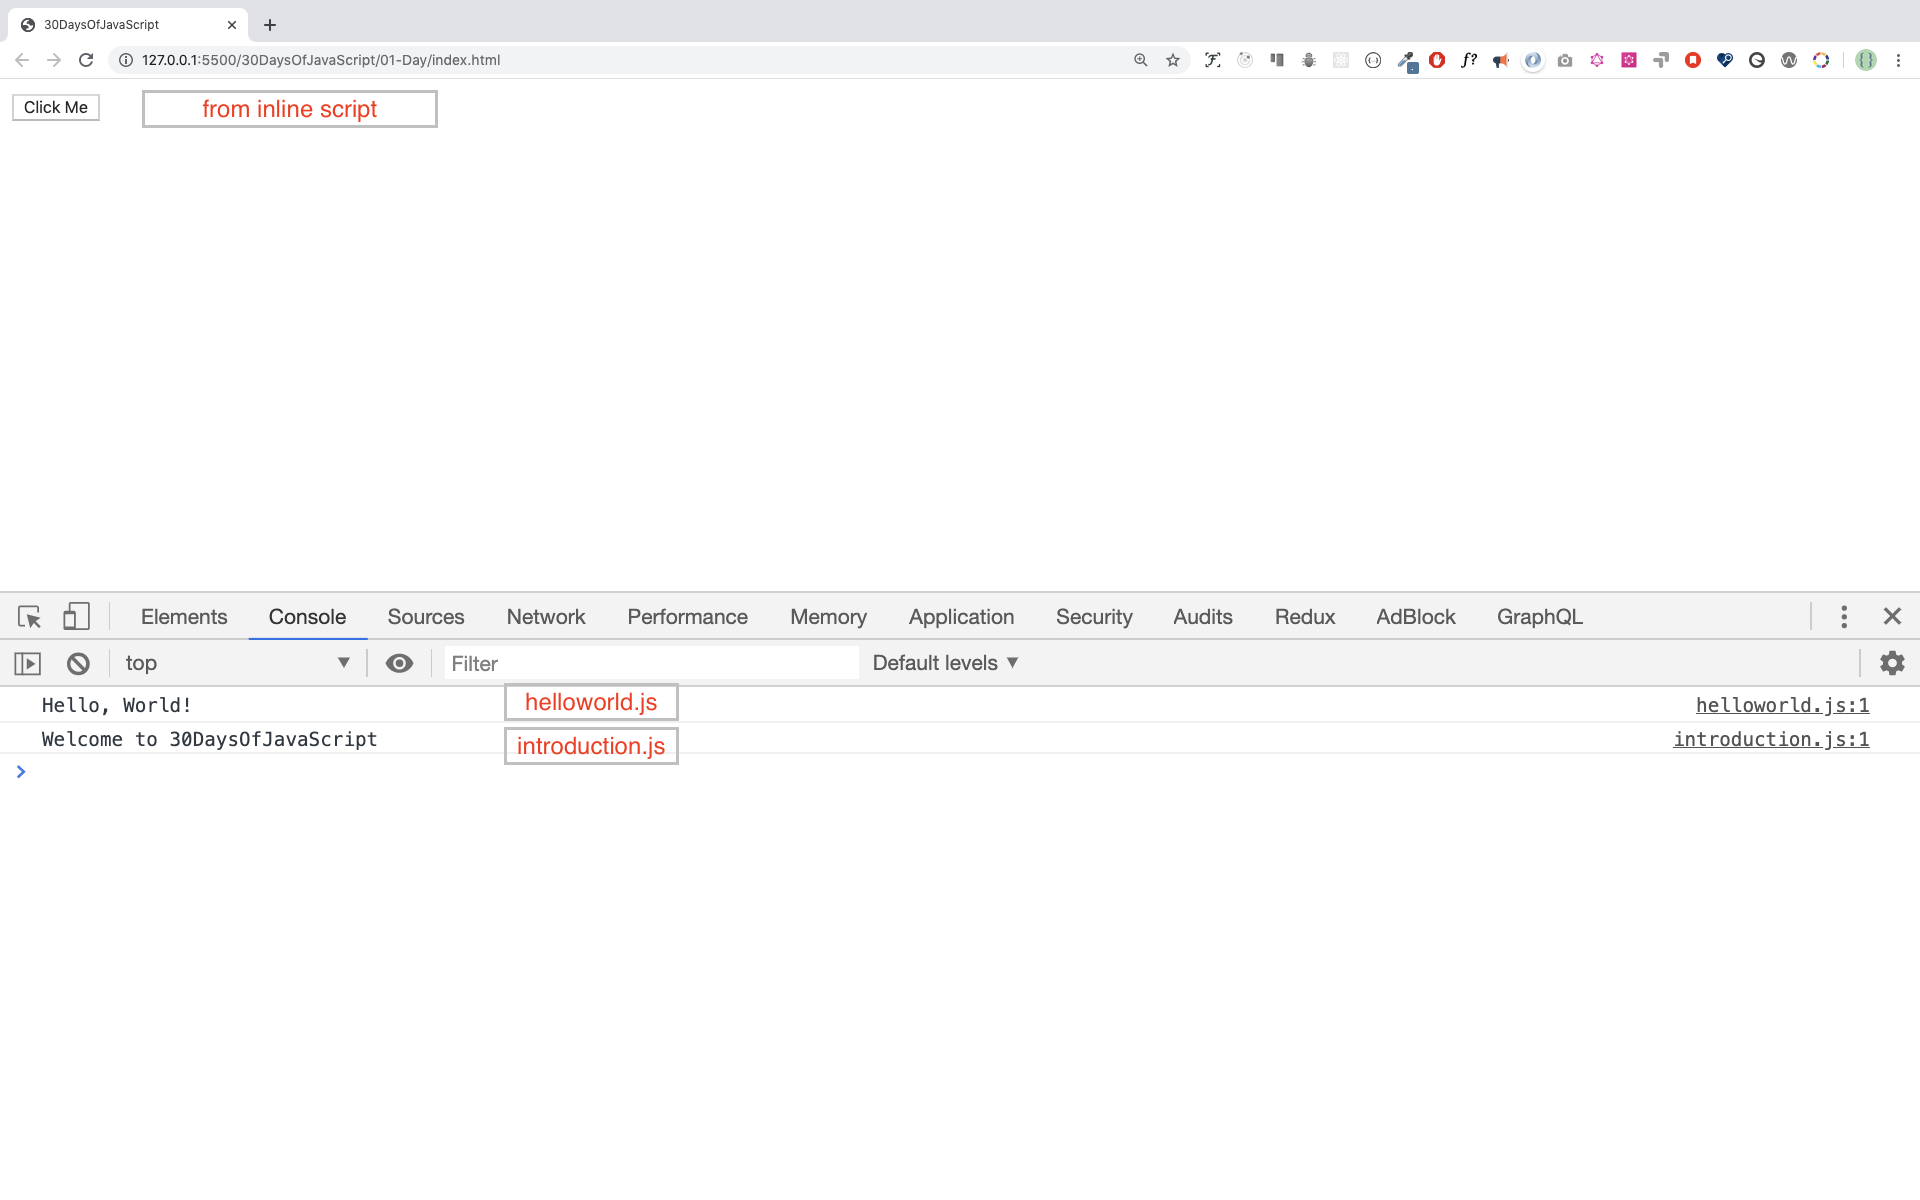 30DaysOfJavaScript
127.0.0.1:5500/30DaysOfJavaScript/01-Day/index.html
Click Me from inline script
Elements Console Sources Network Performance Memory Application Security Audits Redux AdBlock GraphQL
top Filter Default levels
Hello, World! helloworld.js helloworld.js:1
Welcome to 30DaysOfJavaScript introduction.js introduction.js:1